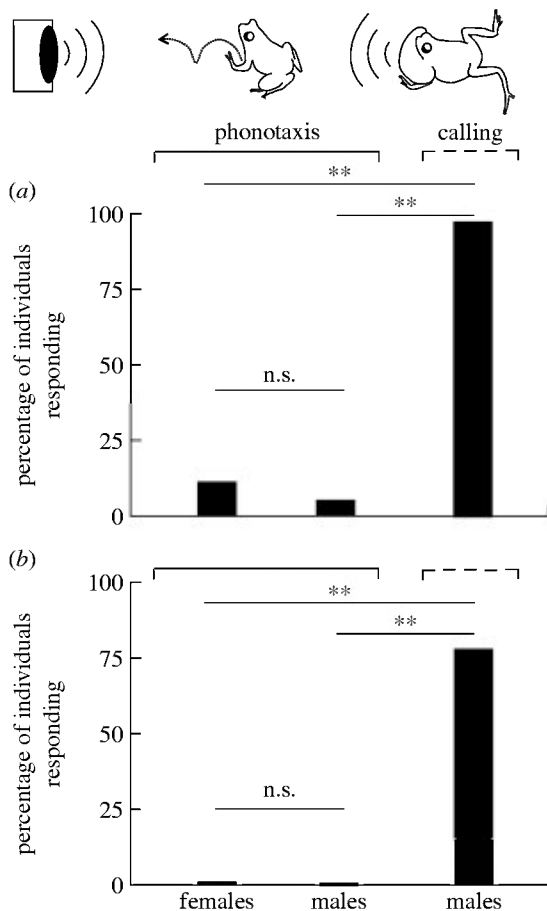 phonotaxis calling
(a)
**
**
100
75
50
25
0
percentage of individuals
responding
n.s.
(b)
**
**
100
75
50
25
0
percentage of individuals
responding
n.s.
females males males